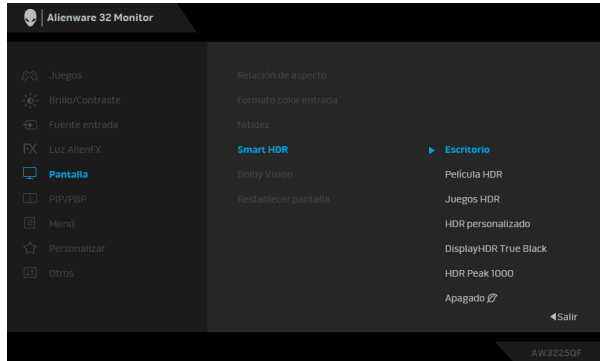 Alienware 32 Monitor
Juegos
Brillo/Contraste
Fuente entrada
FX Luz AlienFX
Pantalla
PIP/PBP
Menú
Personalizar
Otros
Relación de aspecto
Formato color entrada
Nitidez
Smart HDR
Dolby Vision
Restablecer pantalla
Escritorio
Película HDR
Juegos HDR
HDR personalizado
DisplayHDR True Black
HDR Peak 1000
Apagado
Salir
AW3225QF